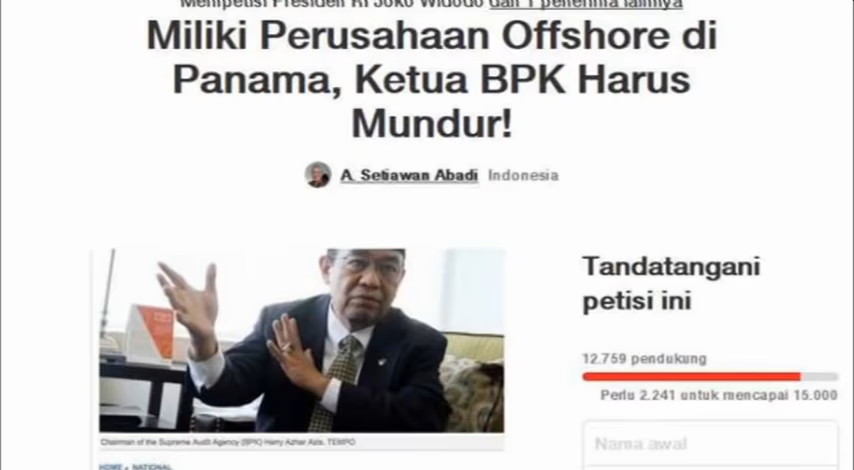 Mempetisi Presiden RI Joko Widodo dan 1 penerima lainnya
Miliki Perusahaan Offshore di
Panama, Ketua BPK Harus
Mundur!
A. Setiawan Abadi Indonesia
Tandatangani
petisi ini
12.759 pendukung
Perlu 2.241 untuk mencapai 15.000
Nama awal
Chairman of the Supreme Audit Agency (BPK) Harry Azhar Azis, TEMPO
HOME NATIONAL